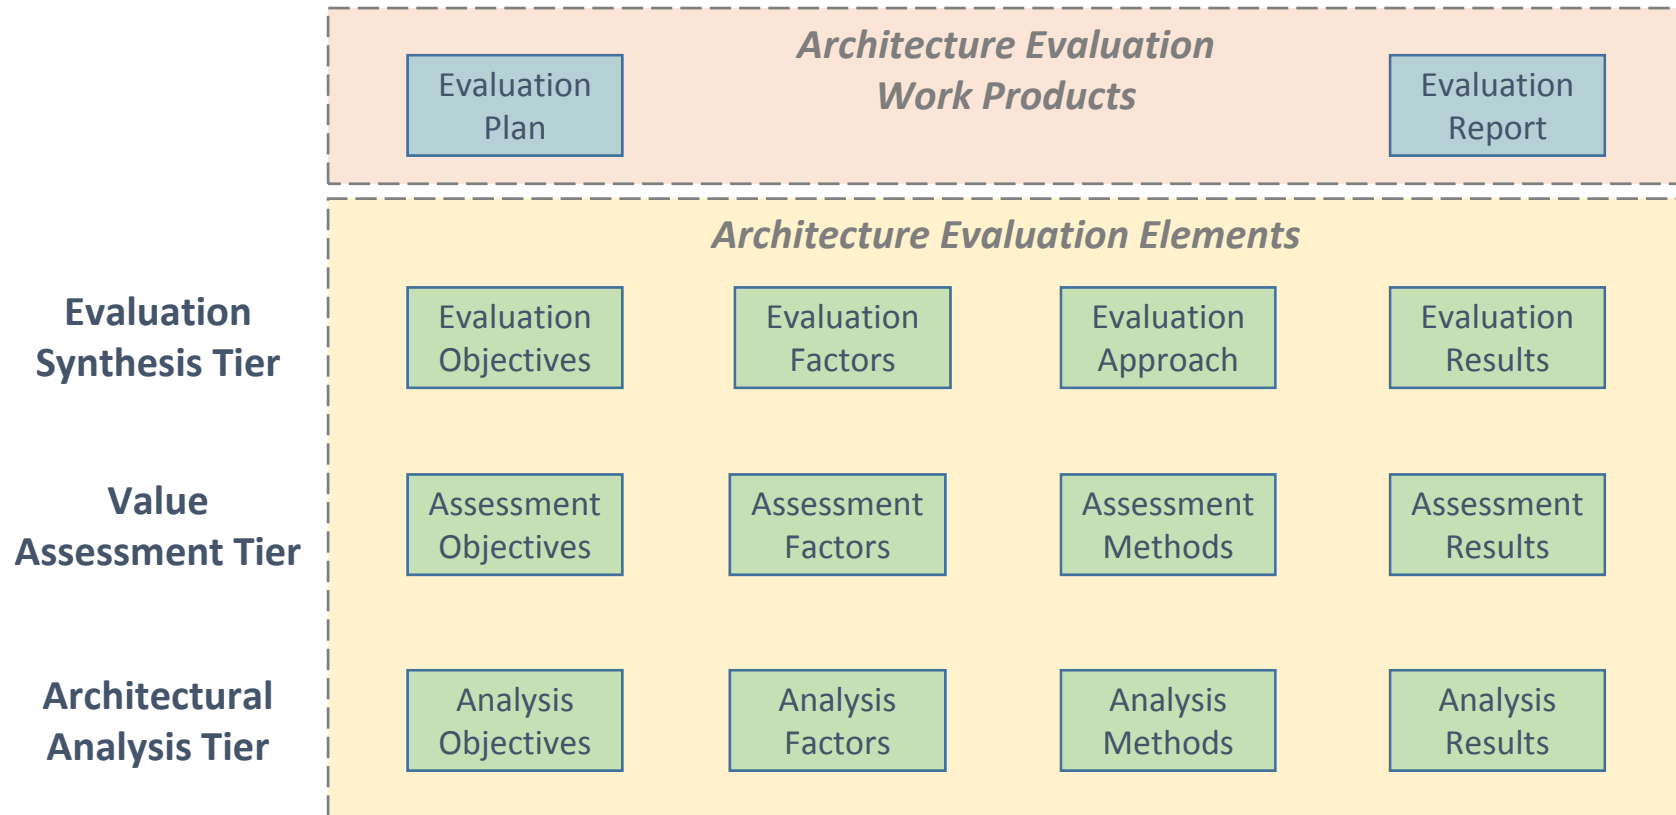 Architecture Evaluation
Work Products
Evaluation
Plan
Evaluation
Report
Architecture Evaluation Elements
Evaluation
Synthesis Tier
Evaluation
Objectives
Evaluation
Factors
Evaluation
Approach
Evaluation
Results
Value
Assessment Tier
Assessment
Objectives
Assessment
Factors
Assessment
Methods
Assessment
Results
Architectural
Analysis Tier
Analysis
Objectives
Analysis
Factors
Analysis
Methods
Analysis
Results